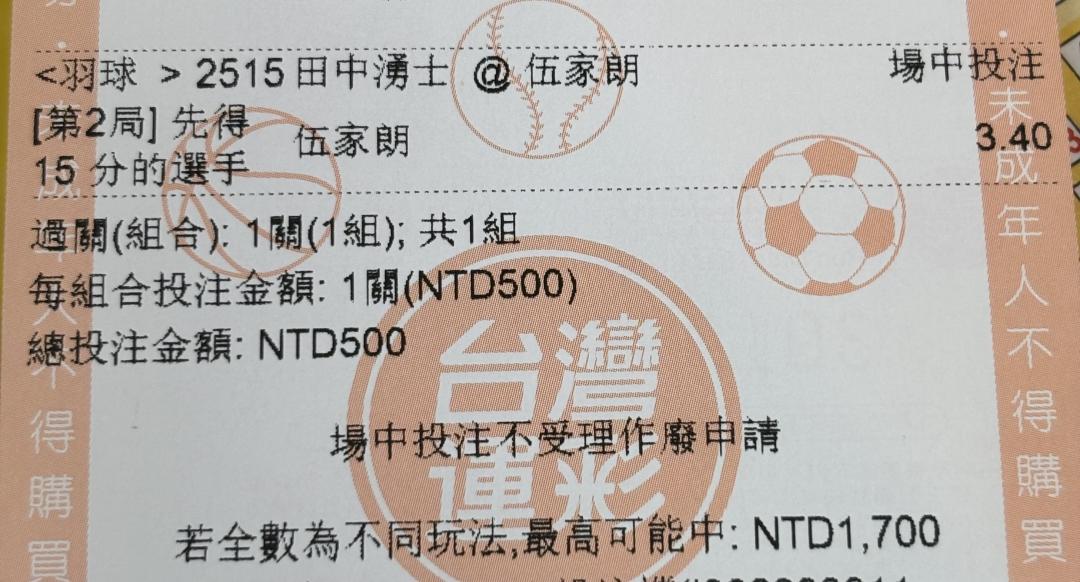 <羽球 > 2515 田中湧士 @ 伍家朗 場中投注
[第2局] 先得
15 分的選手 伍家朗 3.40
過關(組合): 1關(1組); 共1組
每組合投注金額: 1關(NTD500)
總投注金額: NTD500
場中投注不受理作廢申請
若全數為不同玩法,最高可能中: NTD1,700
台灣
運彩
未成年人不得購買
成年人不得購買